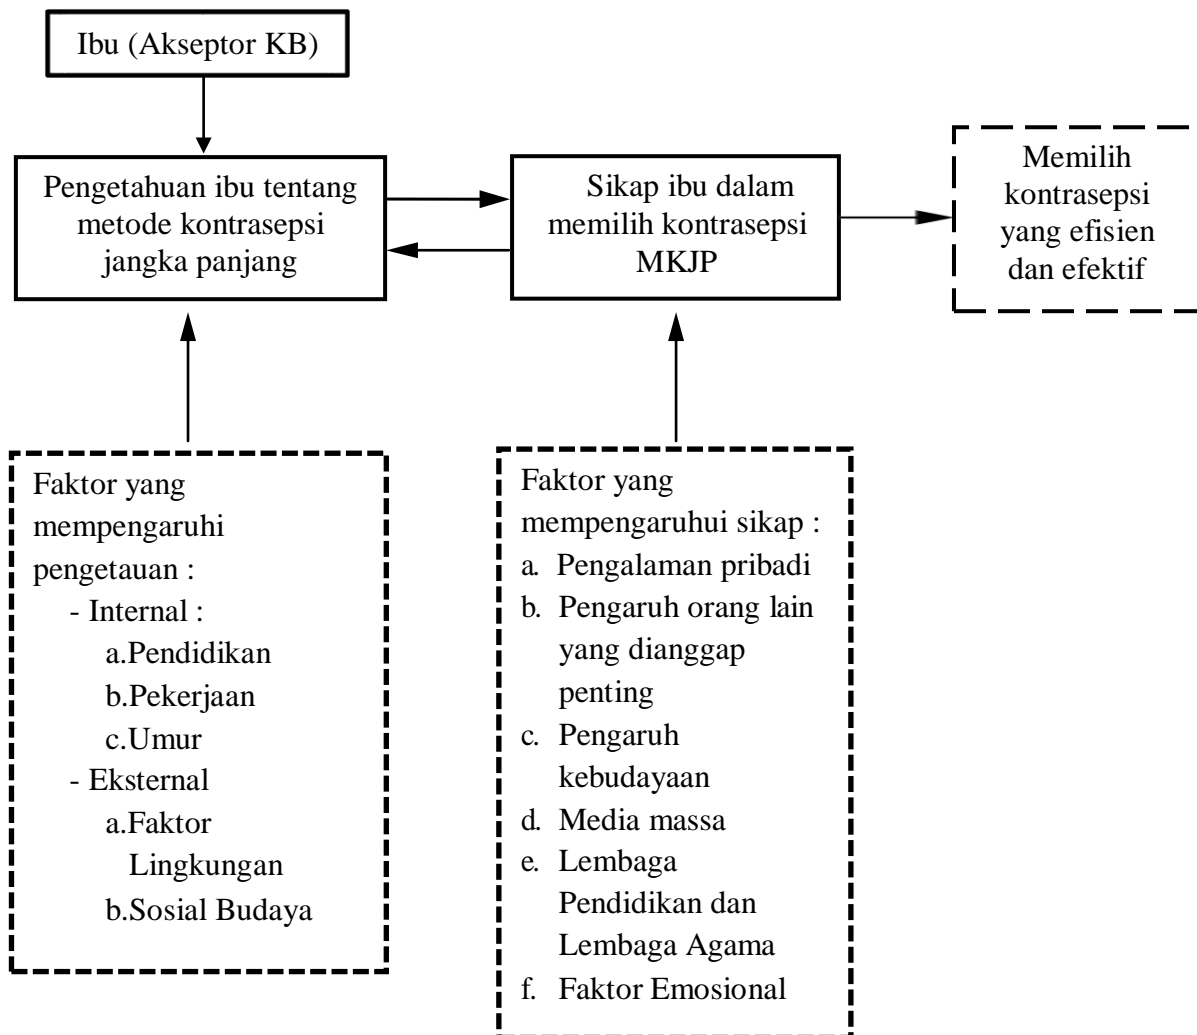 Ibu (Akseptor KB)
Pengetahuan ibu tentang
metode kontrasepsi
jangka panjang
Sikap ibu dalam
memilih kontrasepsi
MKJP
Memilih
kontrasepsi
yang efisien
dan efektif
Faktor yang
mempengaruhi
pengetauan :
- Internal :
a.Pendidikan
b.Pekerjaan
c.Umur
- Eksternal
a.Faktor
Lingkungan
b.Sosial Budaya
Faktor yang
mempengaruhui sikap :
a. Pengalaman pribadi
b. Pengaruh orang lain
yang dianggap
penting
c. Pengaruh
kebudayaan
d. Media massa
e. Lembaga
Pendidikan dan
Lembaga Agama
f. Faktor Emosional